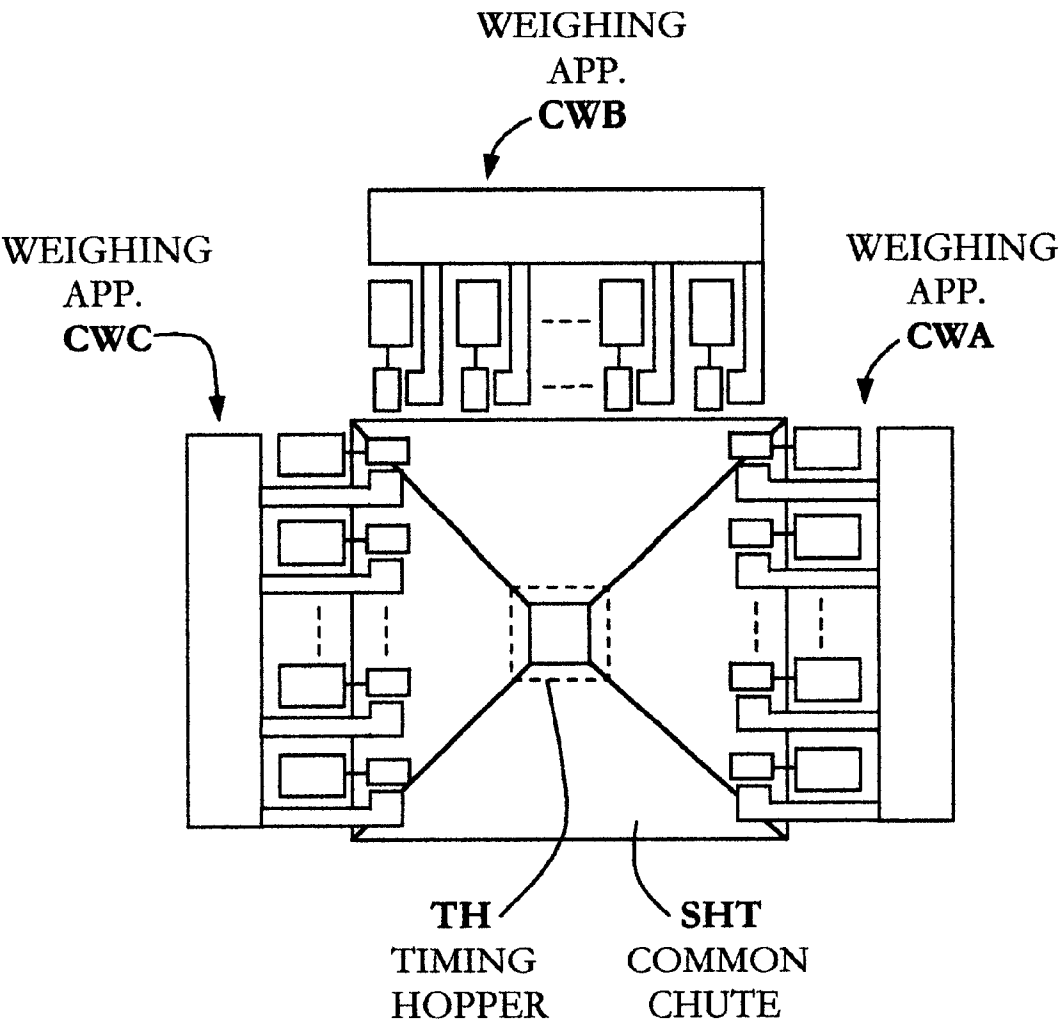 WEIGHING
APP.
CWB
WEIGHING
APP.
CWC
WEIGHING
APP.
CWA
TH
TIMING
HOPPER
SHT
COMMON
CHUTE